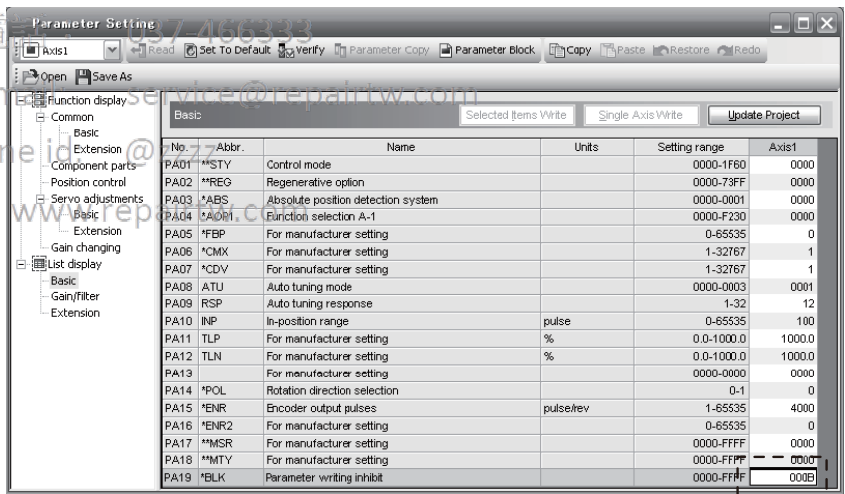 Parameter Setting
037-466333
Axis1 Read Set To Default Verify Parameter Copy Parameter Block Copy Paste Restore Redo
Open Save As
service@repairtw.com
Function display
Common
Basic
Extension
Component parts
Position control
Servo adjustments
Basic
Extension
Gain changing
List display
Basic
Gain/filter
Extension
@zzzz
www.repairtw.com
Basic Selected Items Write Single Axis Write Update Project
No. Abbr. Name Units Setting range Axis1
PA01 **STY Control mode 0000-1F60 0000
PA02 **REG Regenerative option 0000-73FF 0000
PA03 *ABS Absolute position detection system 0000-0001 0000
PA04 *AOP1 Function selection A-1 0000-F230 0000
PA05 *FBP For manufacturer setting 0-65535 0
PA06 *CMX For manufacturer setting 1-32767 1
PA07 *CDV For manufacturer setting 1-32767 1
PA08 ATU Auto tuning mode 0000-0003 0001
PA09 RSP Auto tuning response 1-32 12
PA10 INP In-position range pulse 0-65535 100
PA11 TLP For manufacturer setting % 0.0-1000.0 1000.0
PA12 TLN For manufacturer setting % 0.0-1000.0 1000.0
PA13 For manufacturer setting 0000-0000 0000
PA14 *POL Rotation direction selection 0-1 0
PA15 *ENR Encoder output pulses pulse/rev 1-65535 4000
PA16 *ENR2 For manufacturer setting 0-65535 0
PA17 **MSR For manufacturer setting 0000-FFFF 0000
PA18 **MTY For manufacturer setting 0000-FFFF 0000
PA19 *BLK Parameter writing inhibit 0000-FFFF 000B